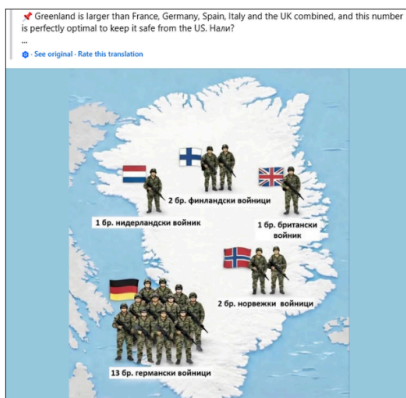 📌 Greenland is larger than France, Germany, Spain, Italy and the UK combined, and this number
is perfectly optimal to keep it safe from the US. Нали?
...
· See original · Rate this translation
2 бр. финландски войници
1 бр. нидерландски войник
1 бр. британски
войник
2 бр. норвежки войници
13 бр. германски войници